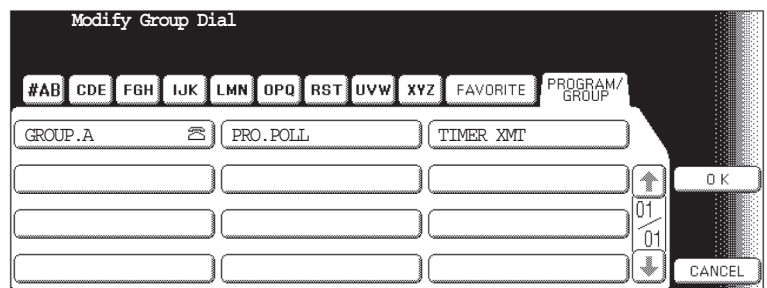 Modify Group Dial
#AB CDE FGH IJK LMN OPQ RST UVW XYZ FAVORITE PROGRAM/
GROUP
GROUP.A PRO.POLL TIMER XMT
OK
01
01
CANCEL